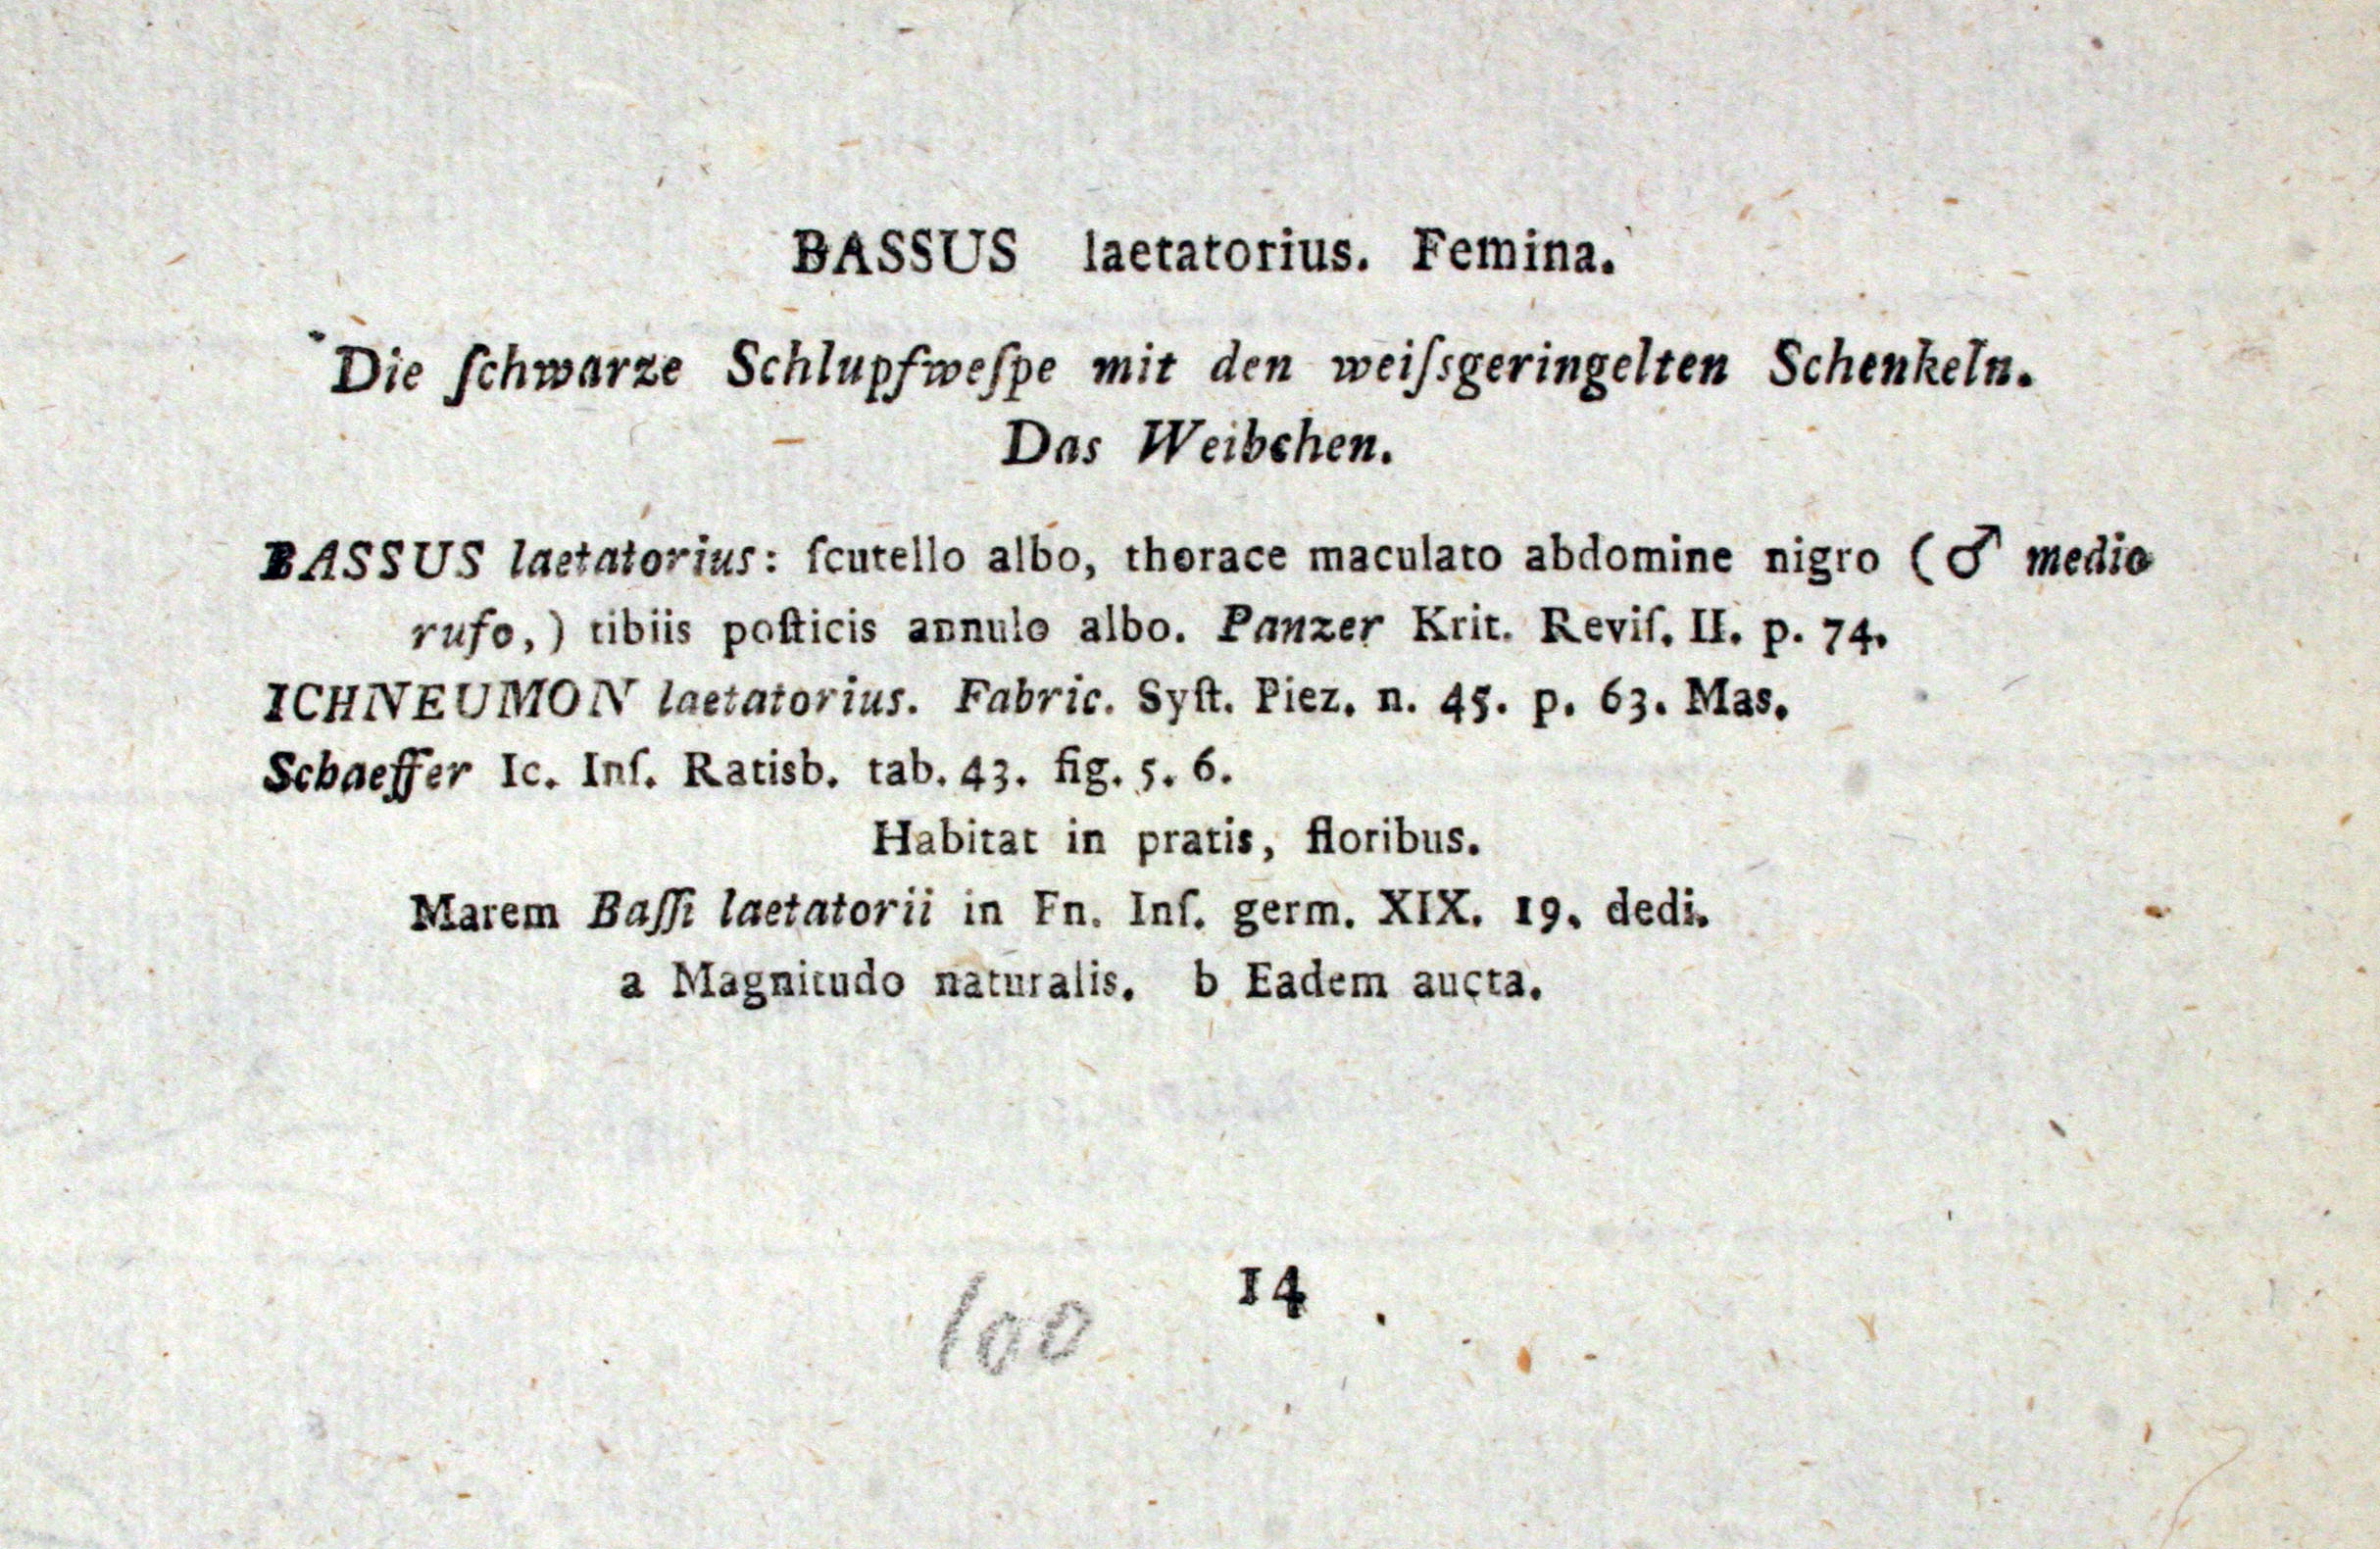 BASSUS laetatorius. Femina.
Die ſchwarze Schlupfweſpe mit den weiſsgeringelten Schenkeln.
Das Weibchen.
BASSUS laetatorius: ſcutello albo, thorace maculato abdomine nigro (♂ medio
rufo,) tibiis poſticis annulo albo. Panzer Krit. Reviſ. II. p. 74.
ICHNEUMON laetatorius. Fabric. Syſt. Piez. n. 45. p. 63. Mas.
Schaeffer Ic. Inſ. Ratisb. tab. 43. fig. 5. 6.
Habitat in pratis, floribus.
Marem Baſſi laetatorii in Fn. Inſ. germ. XIX. 19. dedi.
a Magnitudo naturalis. b Eadem aucta.
14
100